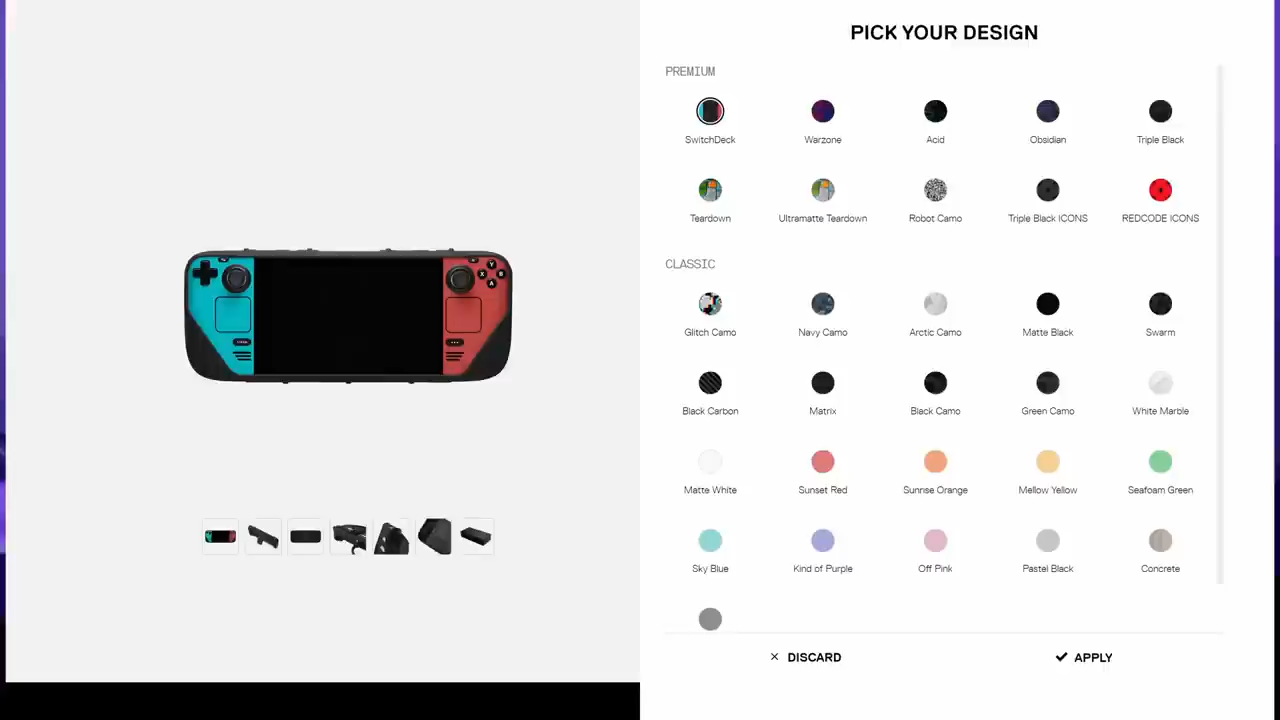 PICK YOUR DESIGN
PREMIUM
SwitchDeck
Warzone
Acid
Obsidian
Triple Black
Teardown
Ultramatte Teardown
Robot Camo
Triple Black ICONS
REDCODE ICONS
CLASSIC
Glitch Camo
Navy Camo
Arctic Camo
Matte Black
Swarm
Black Carbon
Matrix
Black Camo
Green Camo
White Marble
Matte White
Sunset Red
Sunrise Orange
Mellow Yellow
Seafoam Green
Sky Blue
Kind of Purple
Off Pink
Pastel Black
Concrete
DISCARD
APPLY
Y
X
B
A